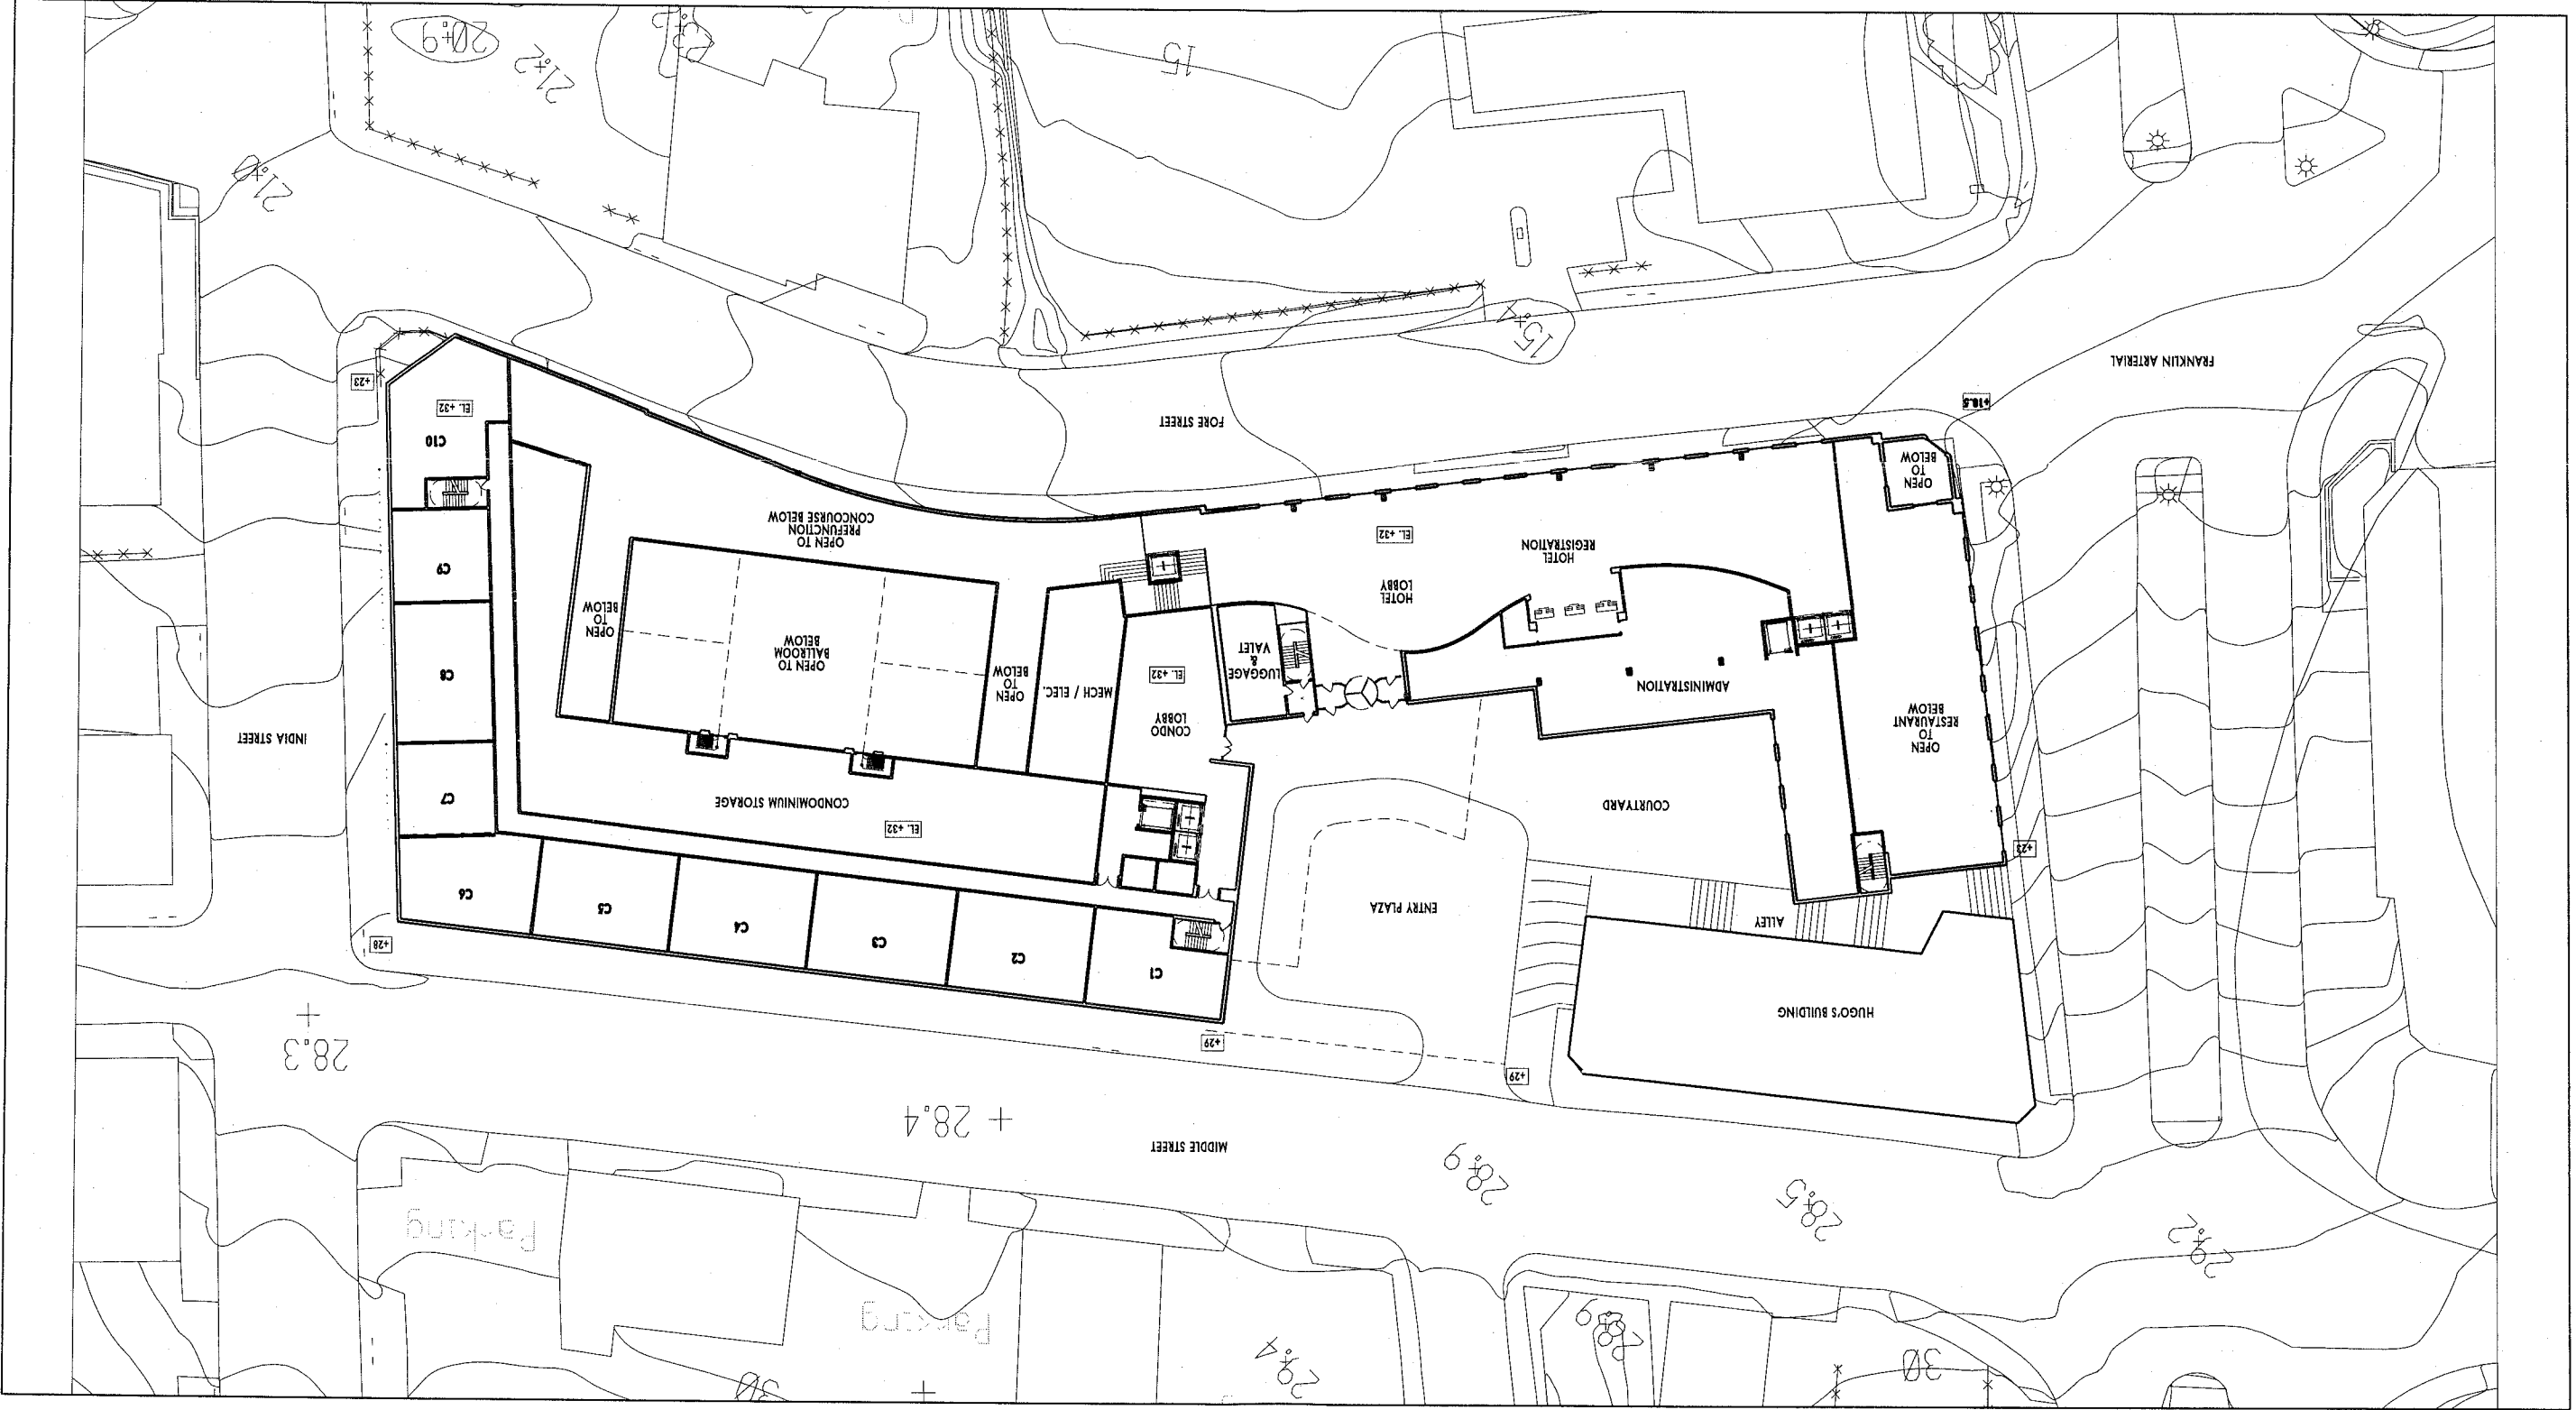 30
29.4
30
Parking
Parking
29.2
28.5
28.9
MIDDLE STREET
+ 28.4
28.3
+29
+29
HUGO'S BUILDING
ALLEY
ENTRY PLAZA
COURTYARD
+23
+28
C1
C2
C3
C4
C5
C6
C7
C8
C9
C10
EL. +32
CONDOMINIUM STORAGE
EL. +32
OPEN
TO
RESTAURANT
BELOW
ADMINISTRATION
LUGGAGE
&
VALET
CONDO
LOBBY
EL. +32
MECH / ELEC.
OPEN
TO
BELOW
OPEN TO
BALLROOM
BELOW
OPEN
TO
BELOW
INDIA STREET
HOTEL
LOBBY
HOTEL
REGISTRATION
EL. +32
OPEN TO
PREFUNCTION
CONCOURSE BELOW
OPEN
TO
BELOW
+18.5
+23
FORE STREET
FRANKLIN ARTERIAL
15.4
21.0
15
21.2
20.9